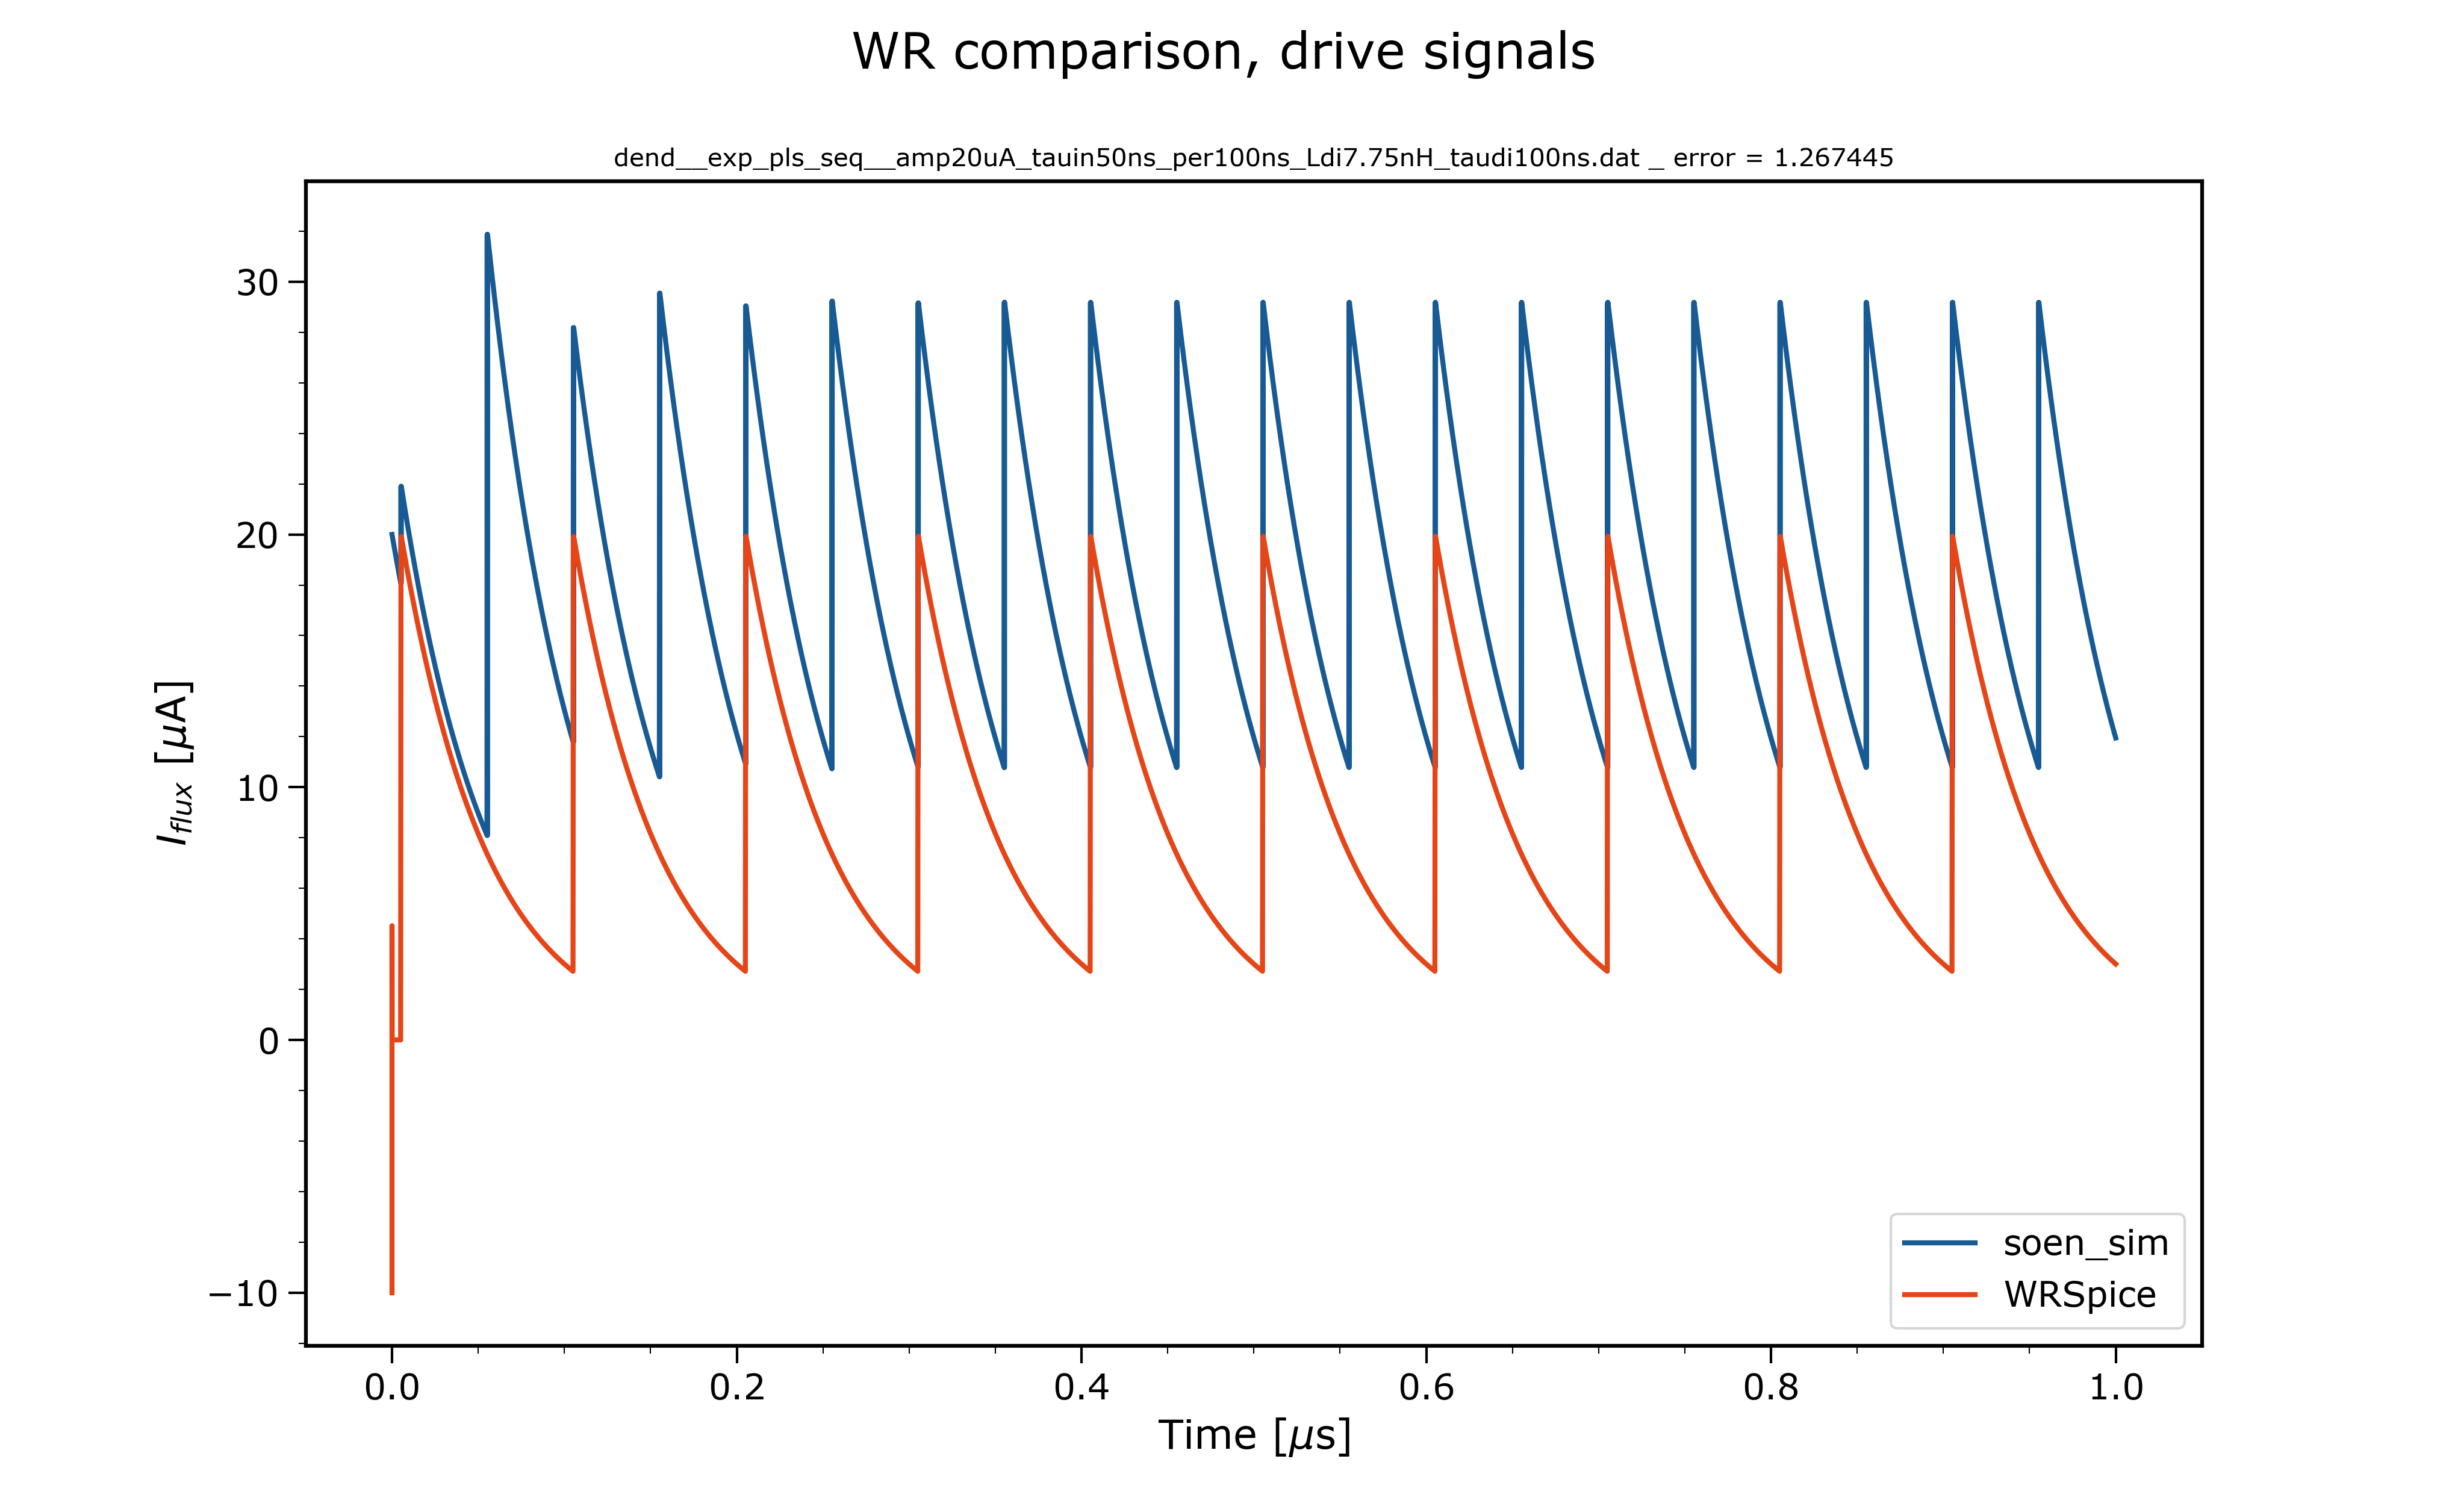 WR comparison, drive signals
dend__exp_pls_seq__amp20uA_tauin50ns_per100ns_Ldi7.75nH_taudi100ns.dat _ error = 1.267445
30
20
10
0
−10
I_flux [μA]
0.0 0.2 0.4 0.6 0.8 1.0
Time [μs]
soen_sim
WRSpice